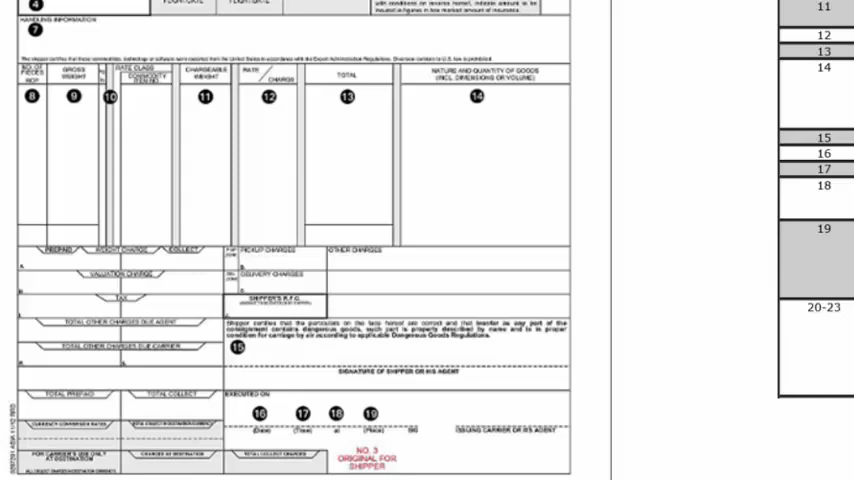 4
HANDLING INFORMATION
7
The shipper certifies that these commodities, technology or software were exported from the United States in accordance with the Export Administration Regulations. Diversion contrary to U.S. law is prohibited.
NO. OF PIECES RCP
GROSS WEIGHT
RATE CLASS
COMMODITY ITEM NO.
CHARGEABLE WEIGHT
RATE / CHARGE
TOTAL
NATURE AND QUANTITY OF GOODS
(INCL. DIMENSIONS OR VOLUME)
8 9 10 11 12 13 14
PREPAID WEIGHT CHARGE COLLECT
PICKUP CHARGES
OTHER CHARGES
VALUATION CHARGE
DELIVERY CHARGES
TAX
SHIPPER'S R.F.C.
TOTAL OTHER CHARGES DUE AGENT
Shipper certifies that the particulars on the face hereof are correct and that insofar as any part of the
consignment contains dangerous goods, such part is properly described by name and is in proper
condition for carriage by air according to applicable Dangerous Goods Regulations.
TOTAL OTHER CHARGES DUE CARRIER
15
SIGNATURE OF SHIPPER OR HIS AGENT
TOTAL PREPAID
TOTAL COLLECT
EXECUTED ON
16 17 18 19
CURRENCY CONVERSION RATES
(Date) (Time) at (Place)
ISSUING CARRIER OR ITS AGENT
FOR CARRIER'S USE ONLY
AT DESTINATION
CHARGES AT DESTINATION
TOTAL COLLECT CHARGES
NO. 3
ORIGINAL FOR
SHIPPER
11
12
13
14
15
16
17
18
19
20-23